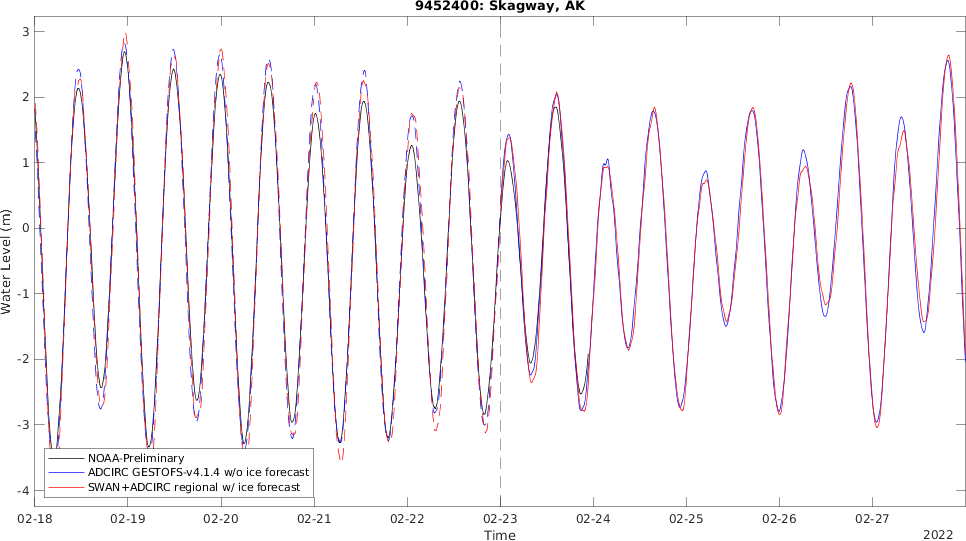 9452400: Skagway, AK
Water Level (m)
3
2
1
0
-1
-2
-3
-4
NOAA-Preliminary
ADCIRC GESTOFS-v4.1.4 w/o ice forecast
SWAN+ADCIRC regional w/ ice forecast
02-18 02-19 02-20 02-21 02-22 02-23 02-24 02-25 02-26 02-27
Time
2022